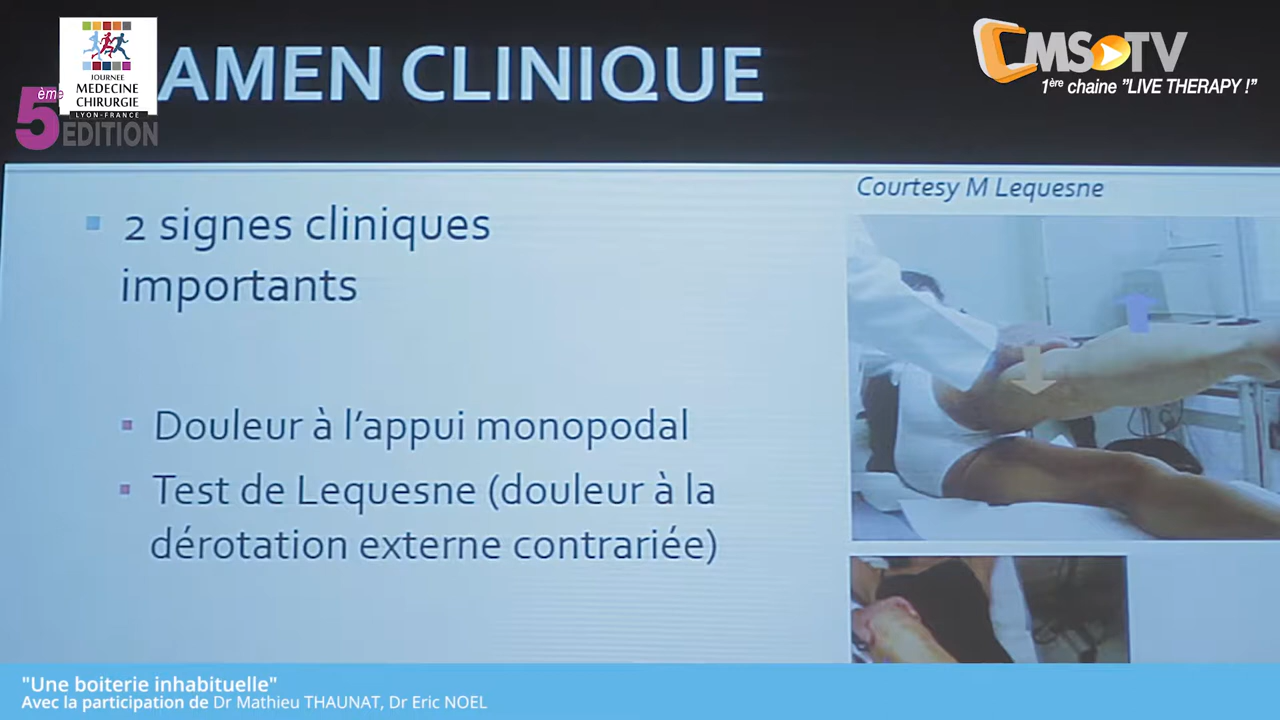 AMEN CLINIQUE
JOURNEE
MEDECINE
CHIRURGIE
LYON-FRANCE
5ème EDITION
CMS TV
1ère chaine "LIVE THERAPY !"
Courtesy M Lequesne
▪ 2 signes cliniques
importants
▪ Douleur à l'appui monopodal
▪ Test de Lequesne (douleur à la
dérotation externe contrariée)
"Une boiterie inhabituelle"
Avec la participation de Dr Mathieu THAUNAT, Dr Eric NOEL